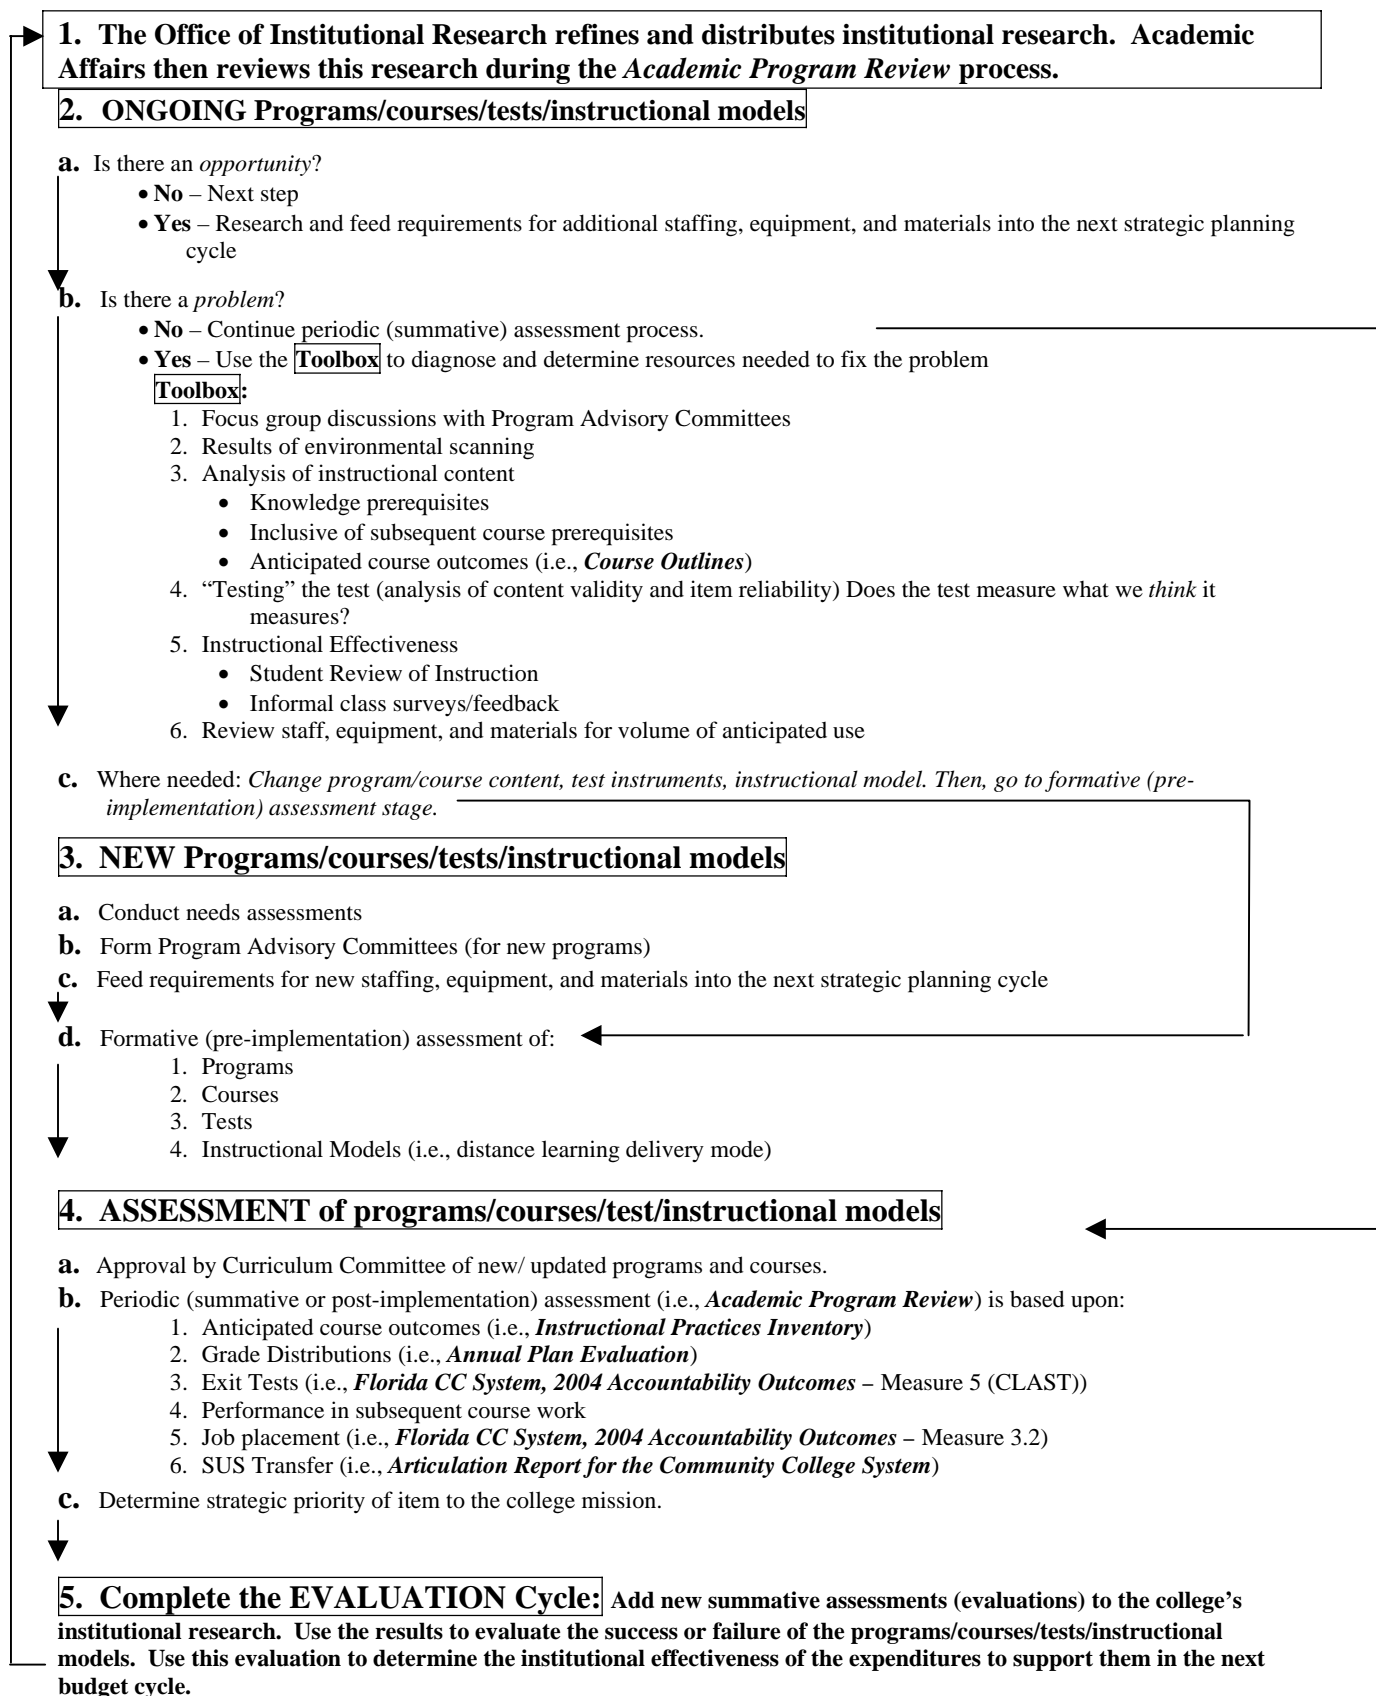 1. The Office of Institutional Research refines and distributes institutional research. Academic
Affairs then reviews this research during the Academic Program Review process.
2. ONGOING Programs/courses/tests/instructional models
a. Is there an opportunity?
• No – Next step
• Yes – Research and feed requirements for additional staffing, equipment, and materials into the next strategic planning
cycle
b. Is there a problem?
• No – Continue periodic (summative) assessment process.
• Yes – Use the Toolbox to diagnose and determine resources needed to fix the problem
Toolbox:
1. Focus group discussions with Program Advisory Committees
2. Results of environmental scanning
3. Analysis of instructional content
• Knowledge prerequisites
• Inclusive of subsequent course prerequisites
• Anticipated course outcomes (i.e., Course Outlines)
4. “Testing” the test (analysis of content validity and item reliability) Does the test measure what we think it
measures?
5. Instructional Effectiveness
• Student Review of Instruction
• Informal class surveys/feedback
6. Review staff, equipment, and materials for volume of anticipated use
c. Where needed: Change program/course content, test instruments, instructional model. Then, go to formative (pre-
implementation) assessment stage.
3. NEW Programs/courses/tests/instructional models
a. Conduct needs assessments
b. Form Program Advisory Committees (for new programs)
c. Feed requirements for new staffing, equipment, and materials into the next strategic planning cycle
d. Formative (pre-implementation) assessment of:
1. Programs
2. Courses
3. Tests
4. Instructional Models (i.e., distance learning delivery mode)
4. ASSESSMENT of programs/courses/test/instructional models
a. Approval by Curriculum Committee of new/ updated programs and courses.
b. Periodic (summative or post-implementation) assessment (i.e., Academic Program Review) is based upon:
1. Anticipated course outcomes (i.e., Instructional Practices Inventory)
2. Grade Distributions (i.e., Annual Plan Evaluation)
3. Exit Tests (i.e., Florida CC System, 2004 Accountability Outcomes – Measure 5 (CLAST))
4. Performance in subsequent course work
5. Job placement (i.e., Florida CC System, 2004 Accountability Outcomes – Measure 3.2)
6. SUS Transfer (i.e., Articulation Report for the Community College System)
c. Determine strategic priority of item to the college mission.
5. Complete the EVALUATION Cycle: Add new summative assessments (evaluations) to the college’s
institutional research. Use the results to evaluate the success or failure of the programs/courses/tests/instructional
models. Use this evaluation to determine the institutional effectiveness of the expenditures to support them in the next
budget cycle.